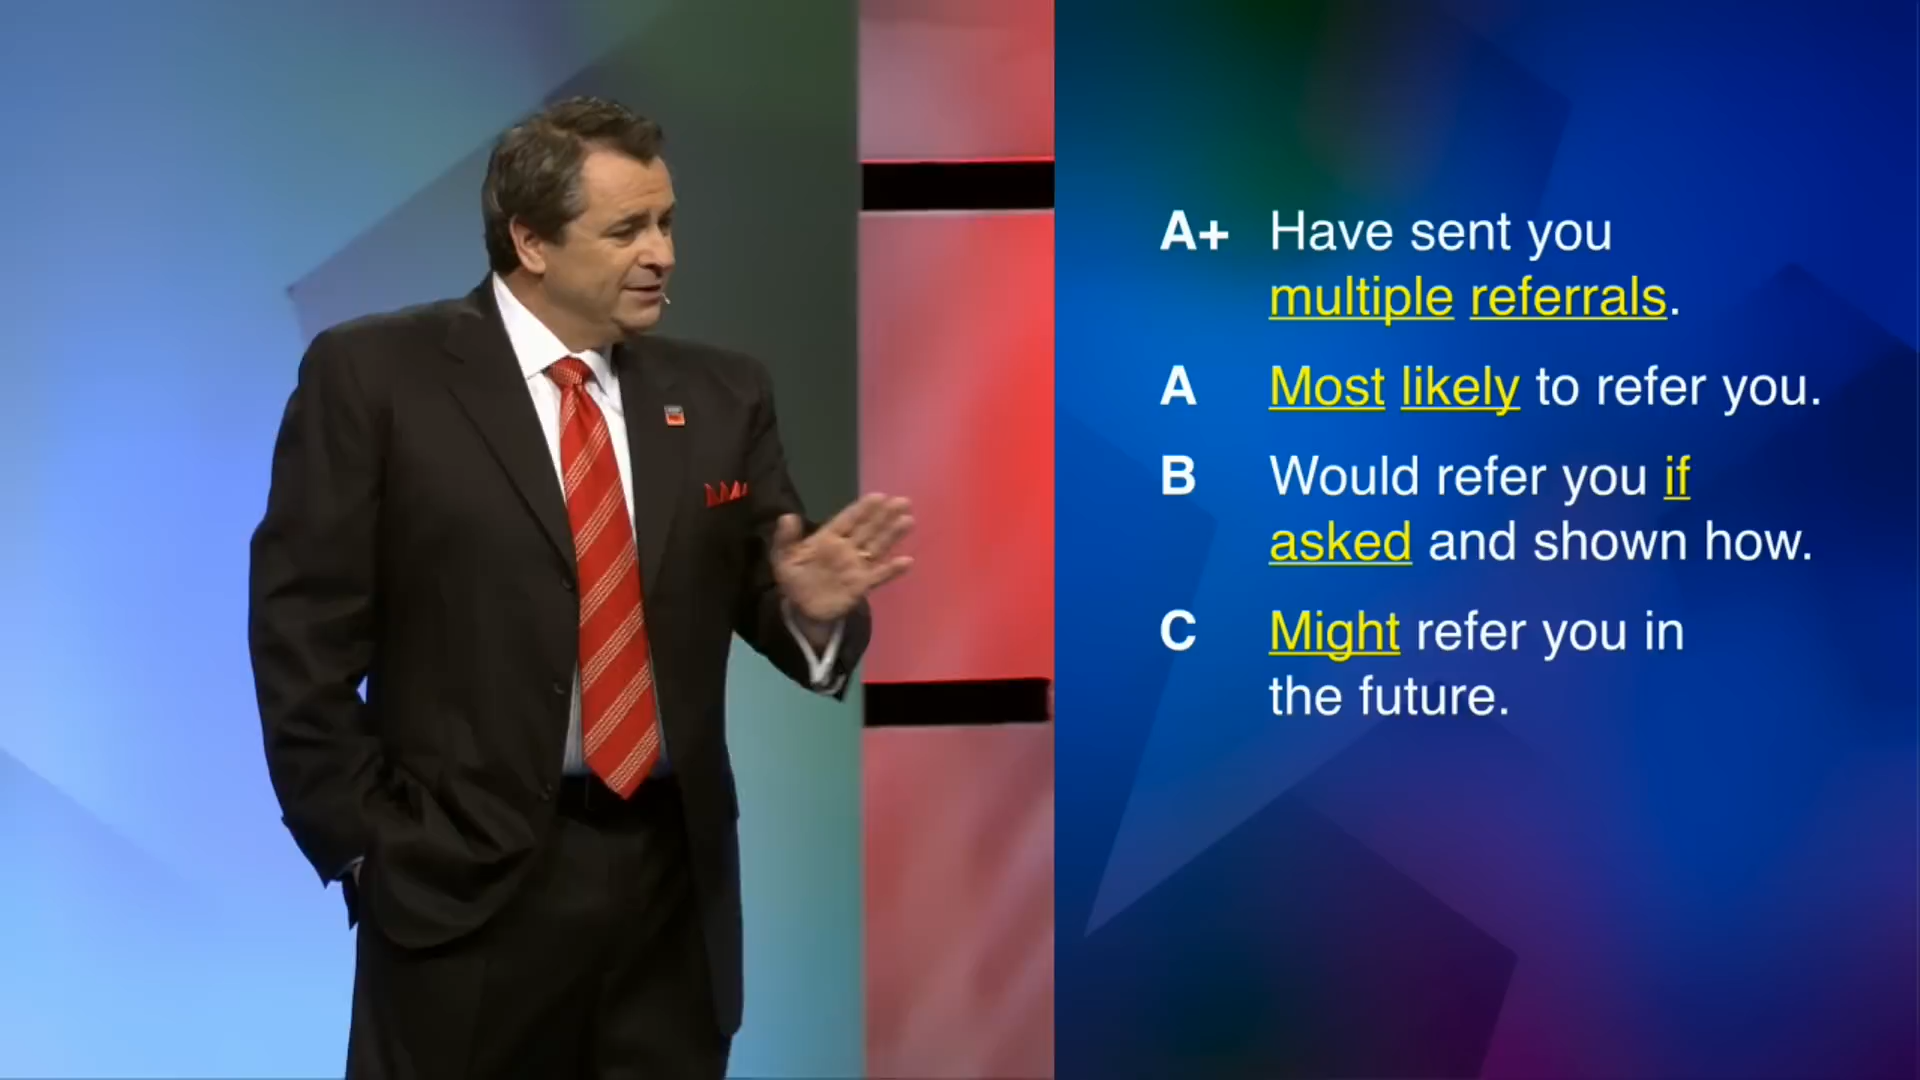 A+ Have sent you
multiple referrals.
A Most likely to refer you.
B Would refer you if
asked and shown how.
C Might refer you in
the future.